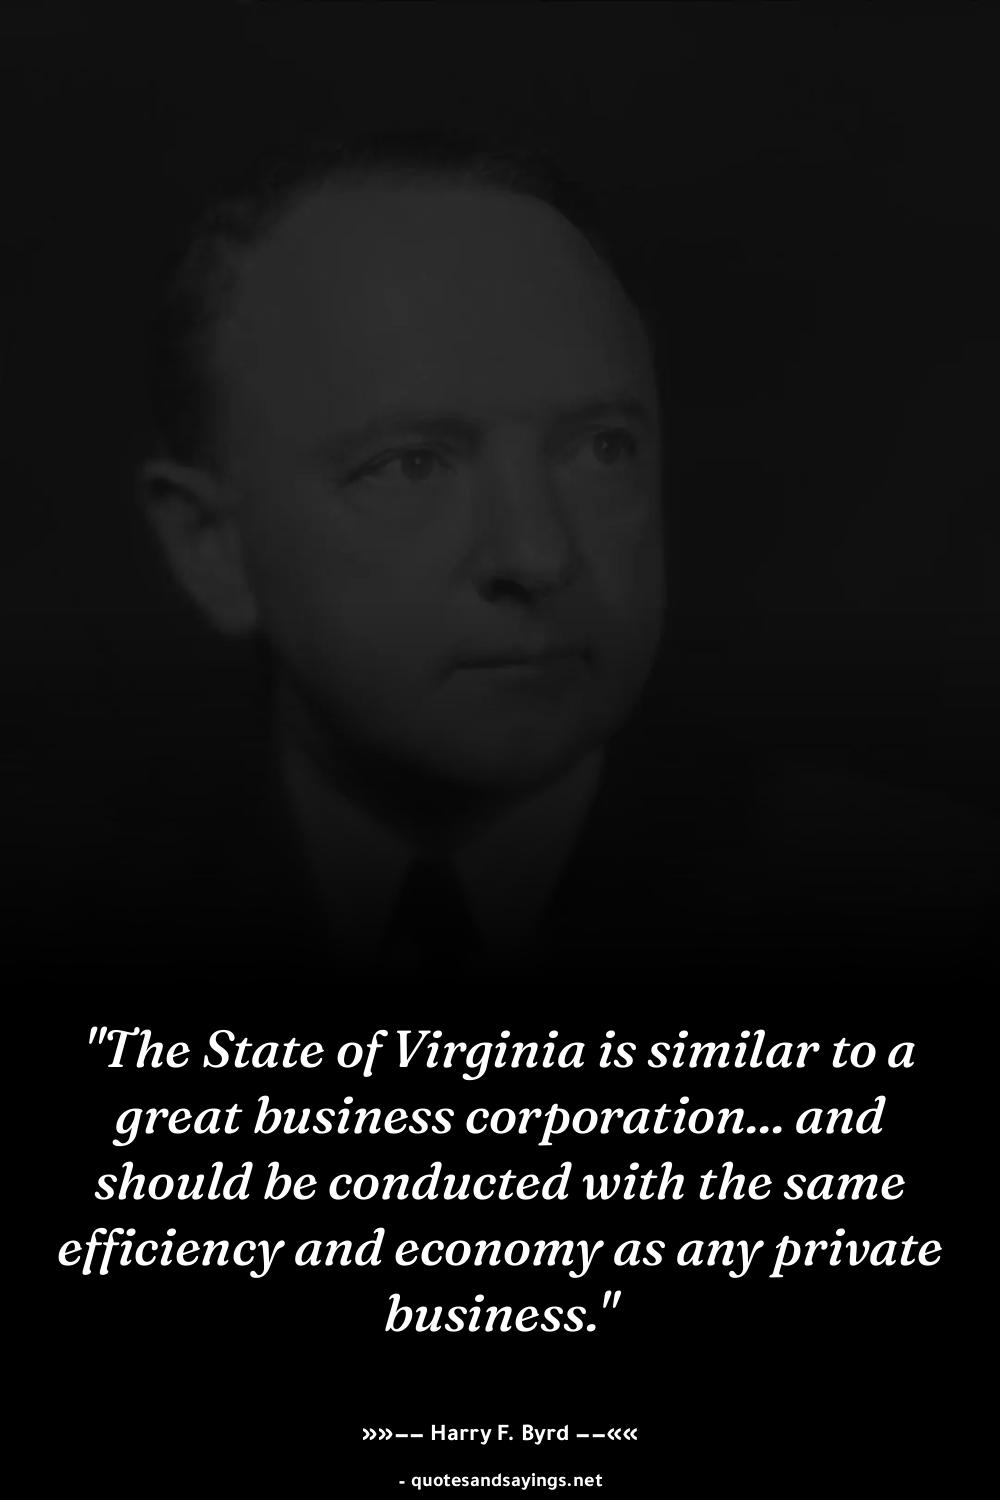 "The State of Virginia is similar to a
great business corporation... and
should be conducted with the same
efficiency and economy as any private
business."
»»−− Harry F. Byrd −−««
- quotesandsayings.net